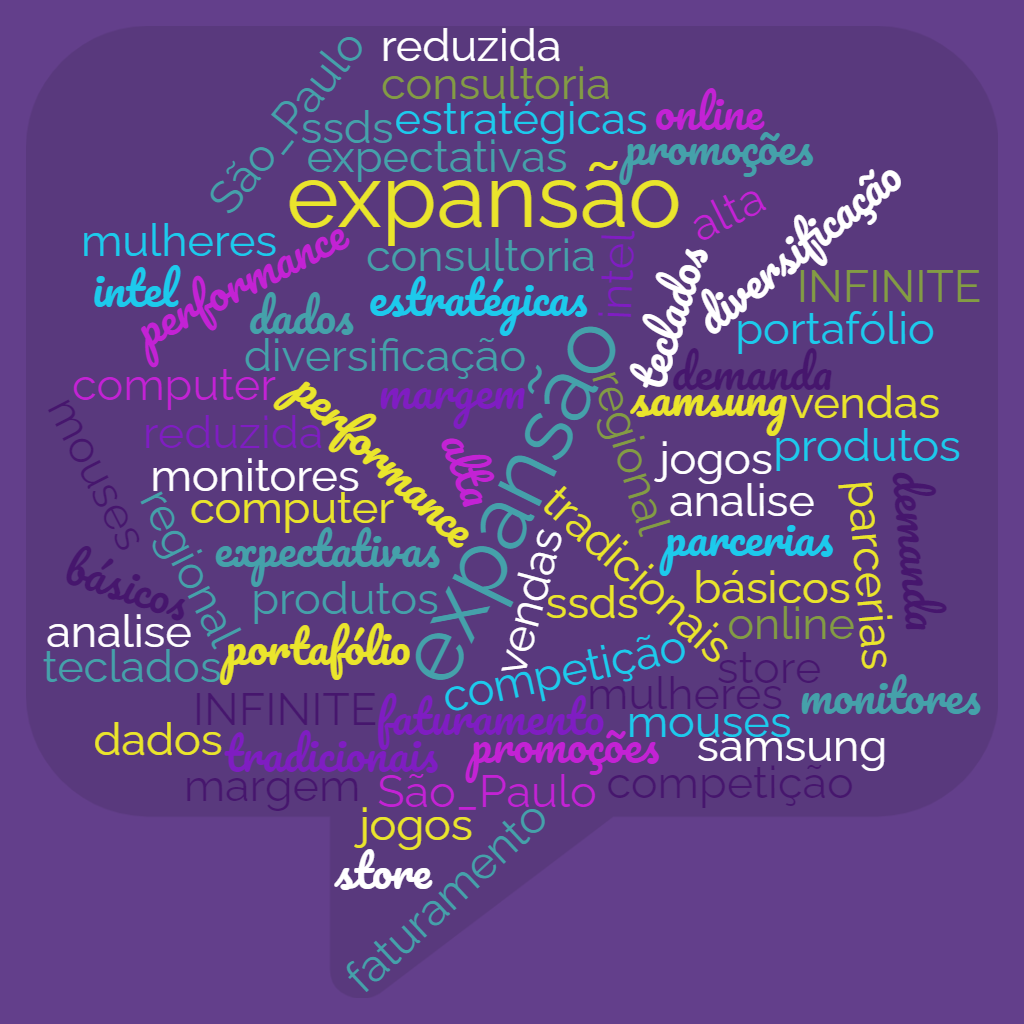 reduzida
São_Paulo
consultoria
ssds
estratégicas
online
expectativas
promoções
expansão
alta
diversificação
mulheres
performance
consultoria
intel
teclados
INFINITE
intel
dados
estratégicas
portafólio
diversificação
computer
margem
demanda
performance
expansão
regional
samsung
vendas
mouses
reduzida
monitores
alta
jogos
produtos
computer
analise
demanda
regional
tradicionais
parcerias
expectativas
parcerias
básicos
produtos
vendas
ssds
básicos
analise
online
teclados
portafólio
competição
store
INFINITE
faturamento
mulheres
monitores
dados
tradicionais
promoções
mouses
samsung
margem
São_Paulo
competição
jogos
store
faturamento